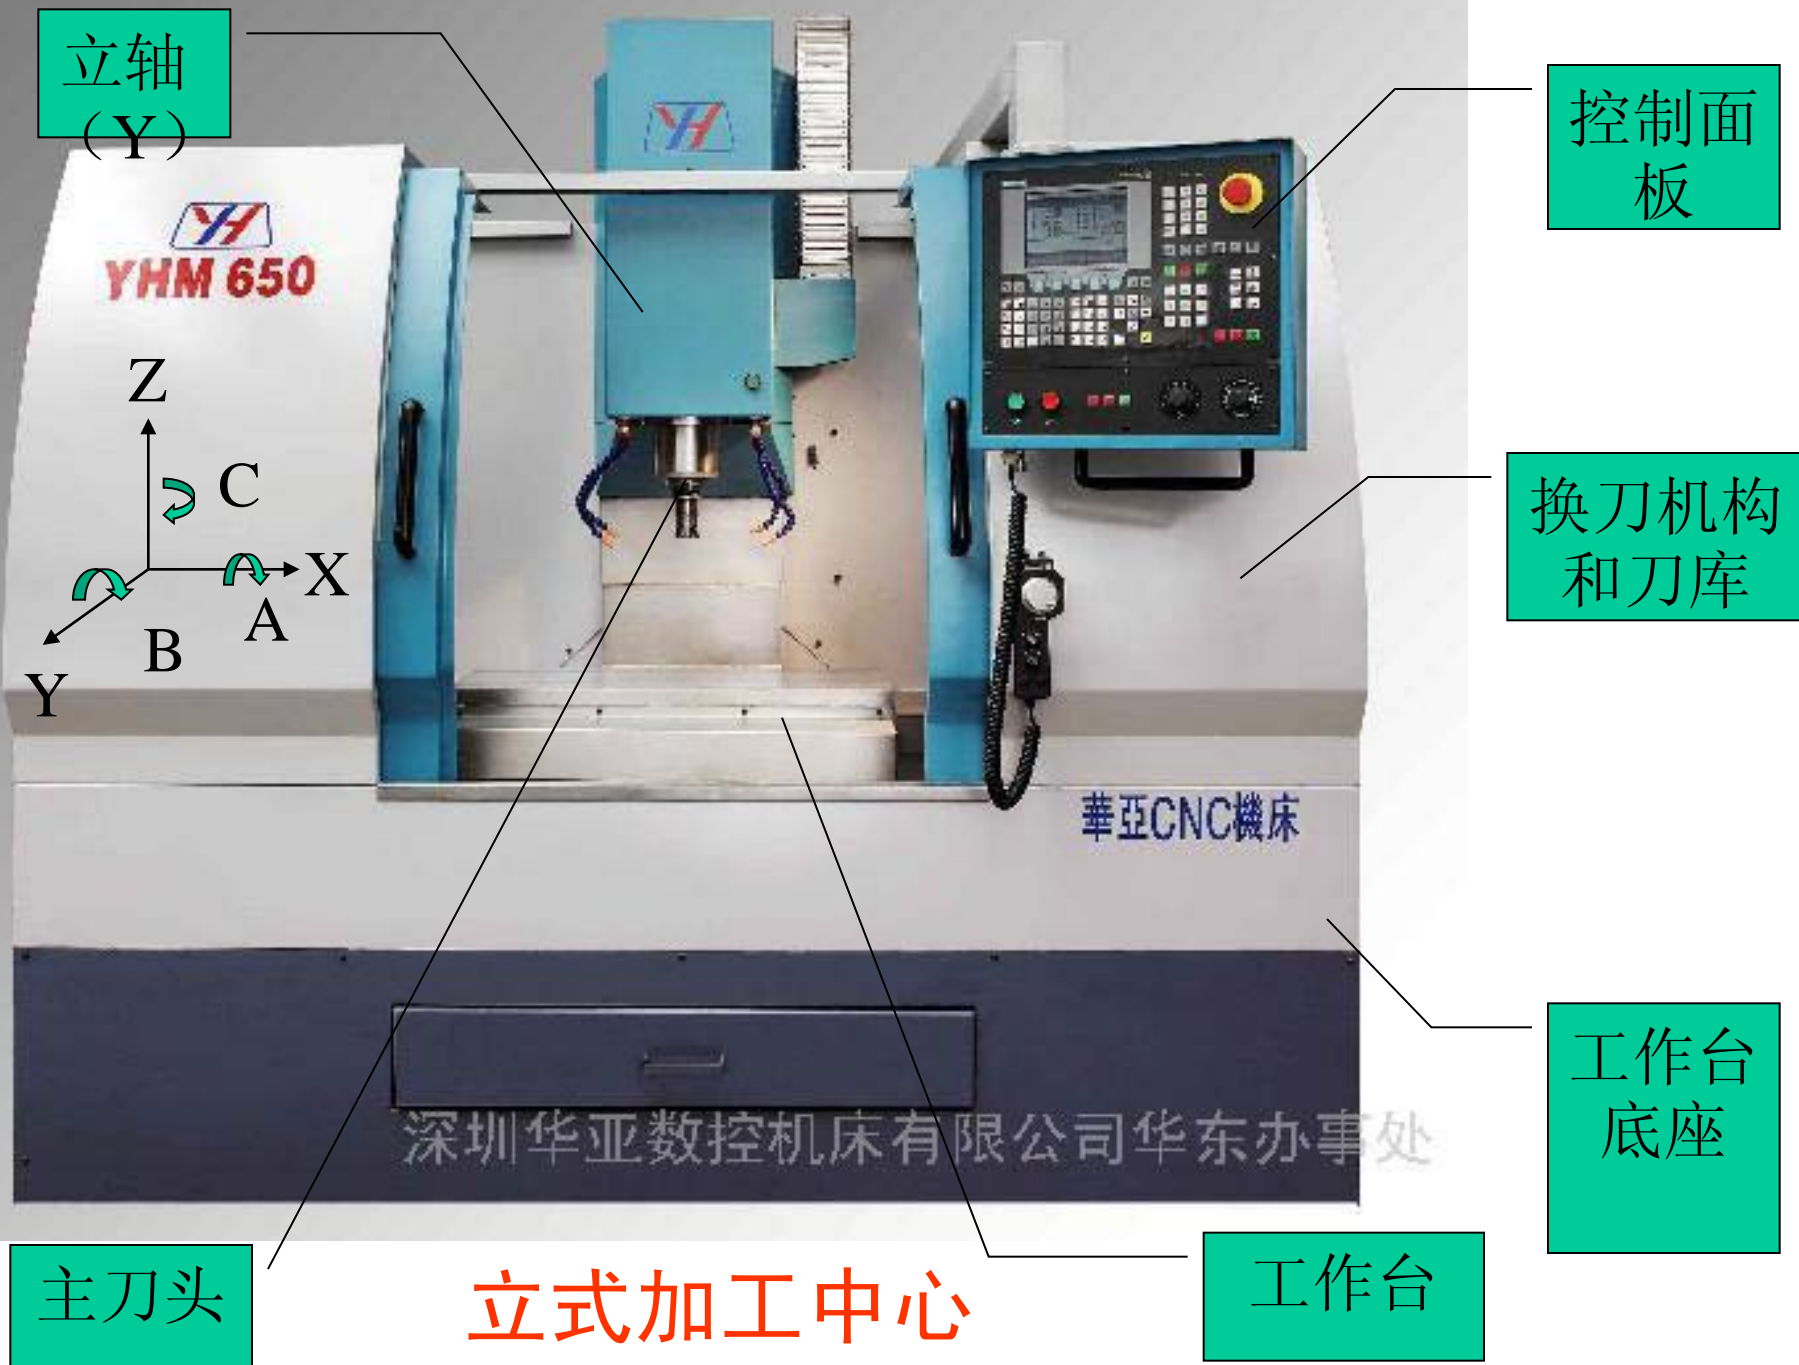 立轴
（Y）
控制面
板
YH
YH
YHM 650
Z
C
X
A
B
Y
换刀机构
和刀库
華亞CNC機床
工作台
底座
深圳华亚数控机床有限公司华东办事处
主刀头
立式加工中心
工作台